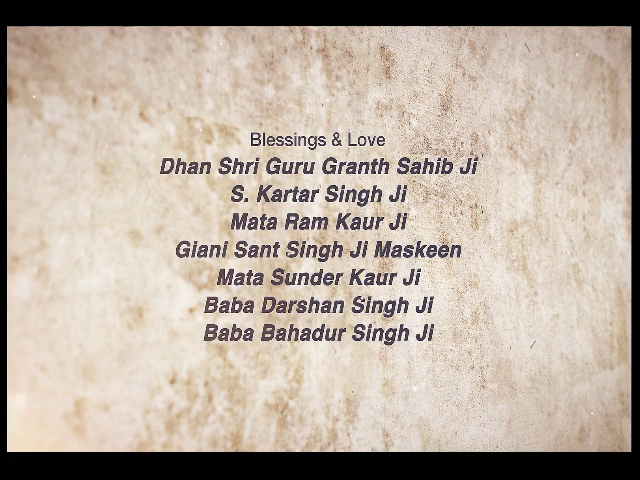 Blessings & Love
Dhan Shri Guru Granth Sahib Ji
S. Kartar Singh Ji
Mata Ram Kaur Ji
Giani Sant Singh Ji Maskeen
Mata Sunder Kaur Ji
Baba Darshan Singh Ji
Baba Bahadur Singh Ji